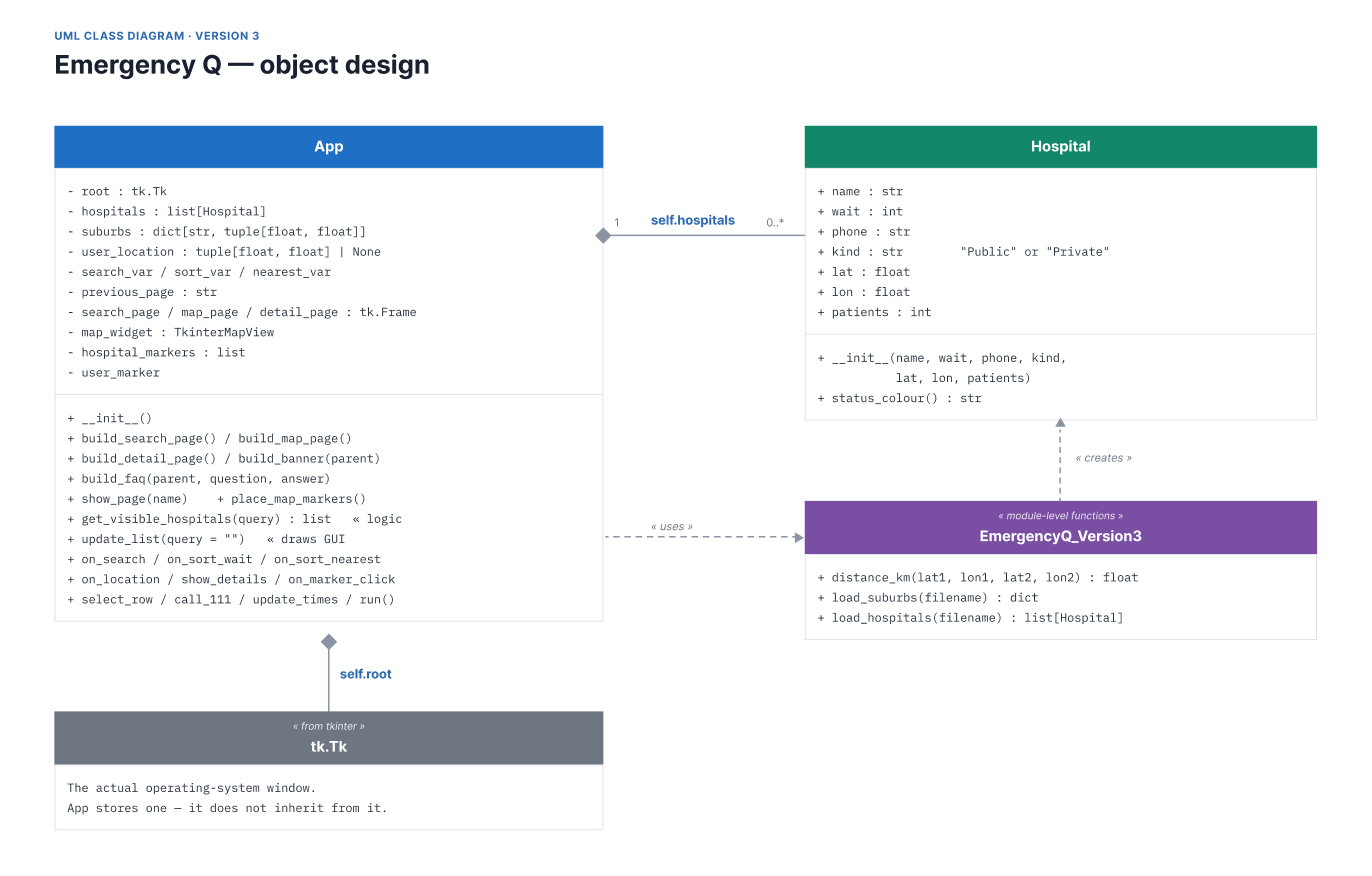 UML CLASS DIAGRAM · VERSION 3
Emergency Q — object design
App
- root : tk.Tk
- hospitals : list[Hospital]
- suburbs : dict[str, tuple[float, float]]
- user_location : tuple[float, float] | None
- search_var / sort_var / nearest_var
- previous_page : str
- search_page / map_page / detail_page : tk.Frame
- map_widget : TkinterMapView
- hospital_markers : list
- user_marker
+ __init__()
+ build_search_page() / build_map_page()
+ build_detail_page() / build_banner(parent)
+ build_faq(parent, question, answer)
+ show_page(name)    + place_map_markers()
+ get_visible_hospitals(query) : list   « logic
+ update_list(query = "")   « draws GUI
+ on_search / on_sort_wait / on_sort_nearest
+ on_location / show_details / on_marker_click
+ select_row / call_111 / update_times / run()
1
self.hospitals
0..*
Hospital
+ name : str
+ wait : int
+ phone : str
+ kind : str        "Public" or "Private"
+ lat : float
+ lon : float
+ patients : int
+ __init__(name, wait, phone, kind,
lat, lon, patients)
+ status_colour() : str
« creates »
« uses »
« module-level functions »
EmergencyQ_Version3
+ distance_km(lat1, lon1, lat2, lon2) : float
+ load_suburbs(filename) : dict
+ load_hospitals(filename) : list[Hospital]
self.root
« from tkinter »
tk.Tk
The actual operating-system window.
App stores one — it does not inherit from it.